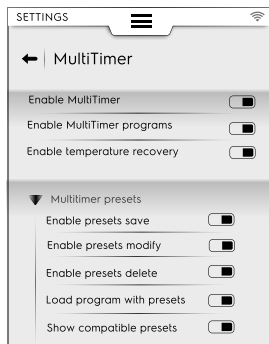 SETTINGS
MultiTimer
Enable MultiTimer
Enable MultiTimer programs
Enable temperature recovery
Multitimer presets
Enable presets save
Enable presets modify
Enable presets delete
Load program with presets
Show compatible presets